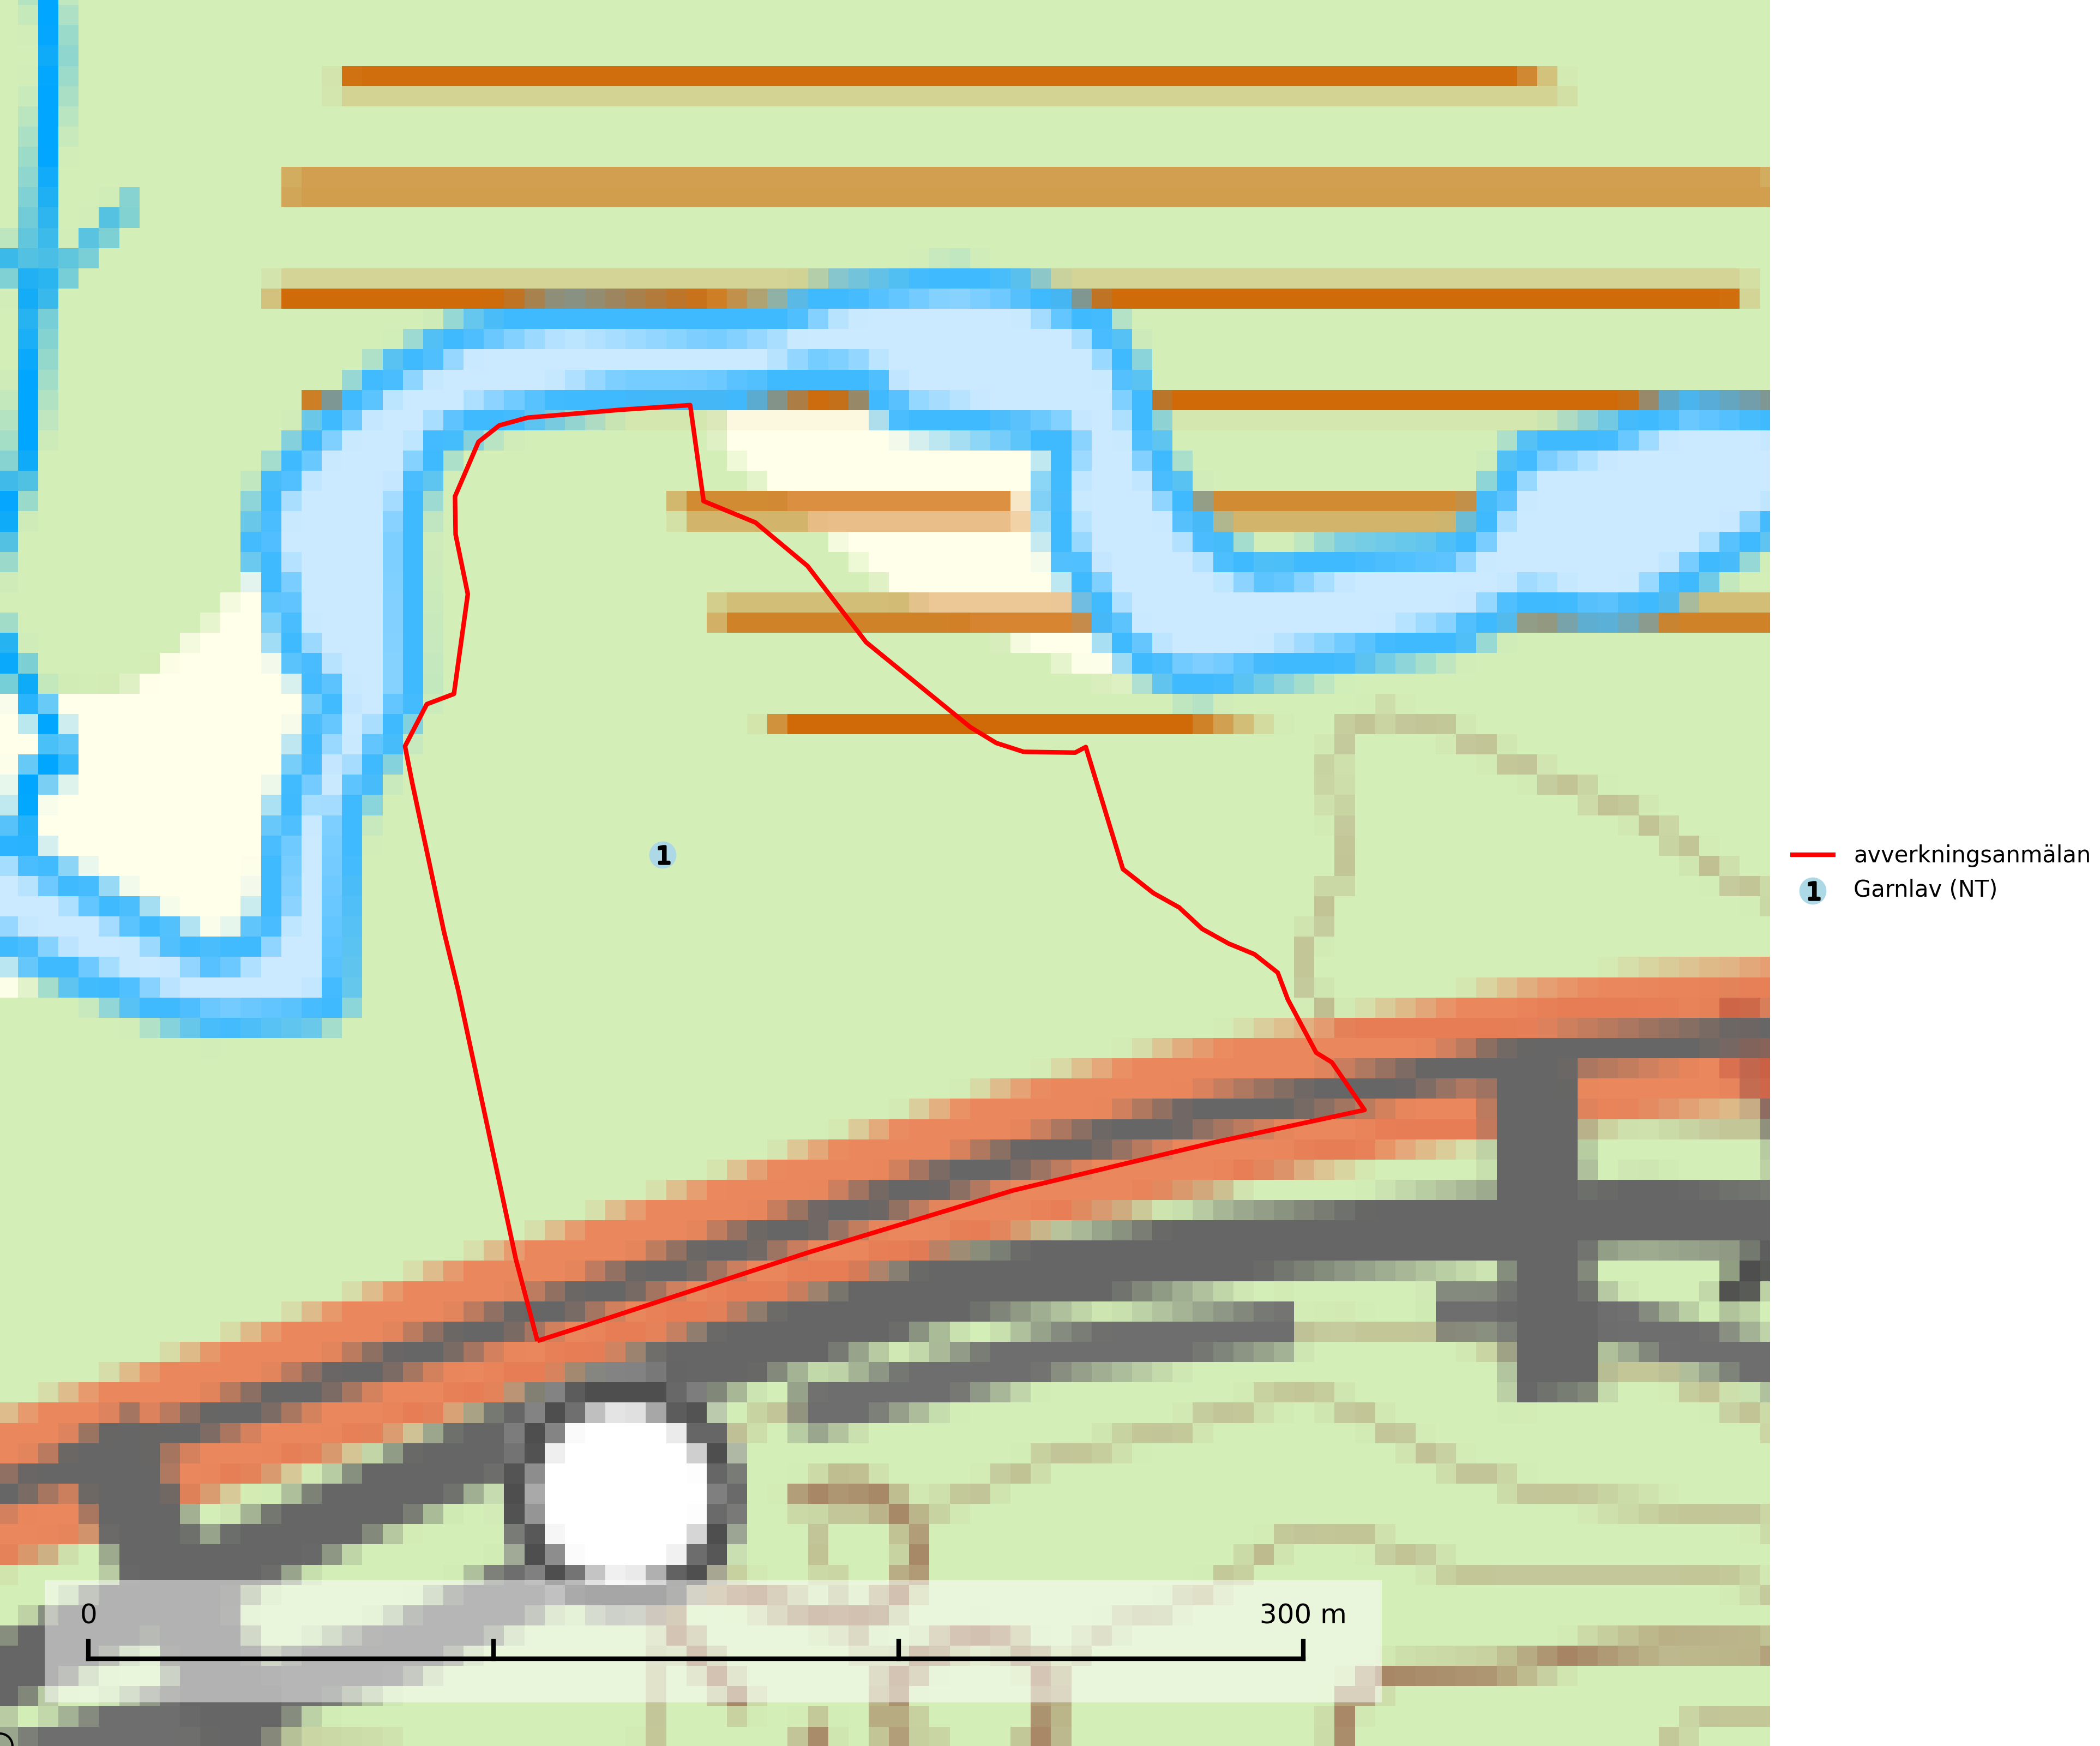 1
avverkningsanmälan
1 Garnlav (NT)
0 300 m